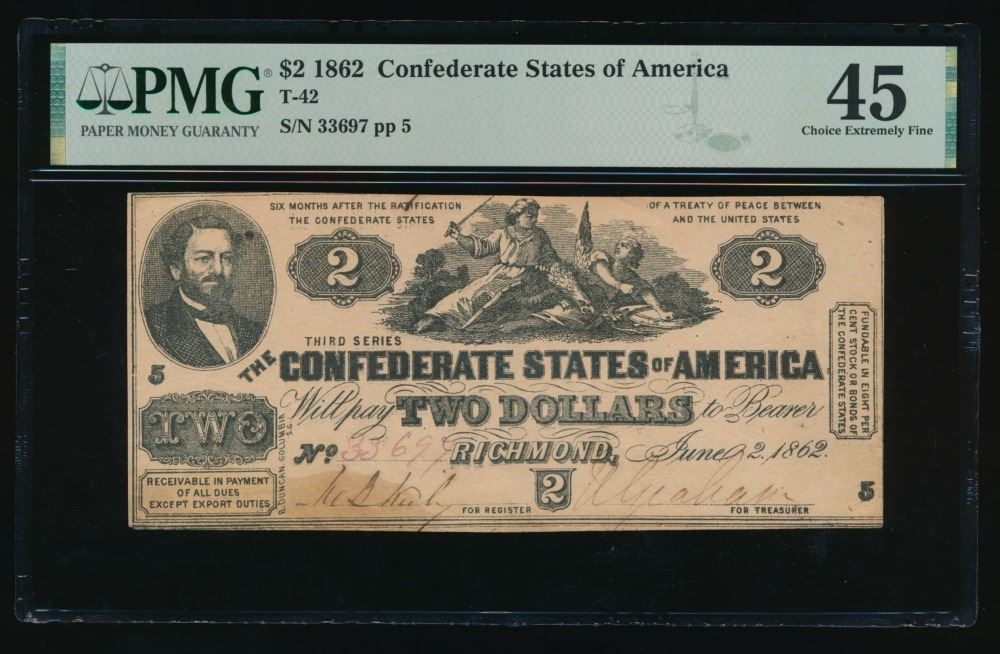 PMG®
PAPER MONEY GUARANTY
$2 1862 Confederate States of America
T-42
S/N 33697 pp 5
45
Choice Extremely Fine
SIX MONTHS AFTER THE RATIFICATION OF A TREATY OF PEACE BETWEEN
THE CONFEDERATE STATES AND THE UNITED STATES
2 2
THIRD SERIES
THE CONFEDERATE STATES OF AMERICA
5
Will pay TWO DOLLARS to Bearer
TWO
No 33697 RICHMOND, June 2, 1862.
FUNDABLE IN EIGHT PER
CENT STOCK OR BONDS OF
THE CONFEDERATE STATES
B. DUNCAN. COLUMBIA S.C.
RECEIVABLE IN PAYMENT
OF ALL DUES
EXCEPT EXPORT DUTIES
2
5
FOR REGISTER
FOR TREASURER